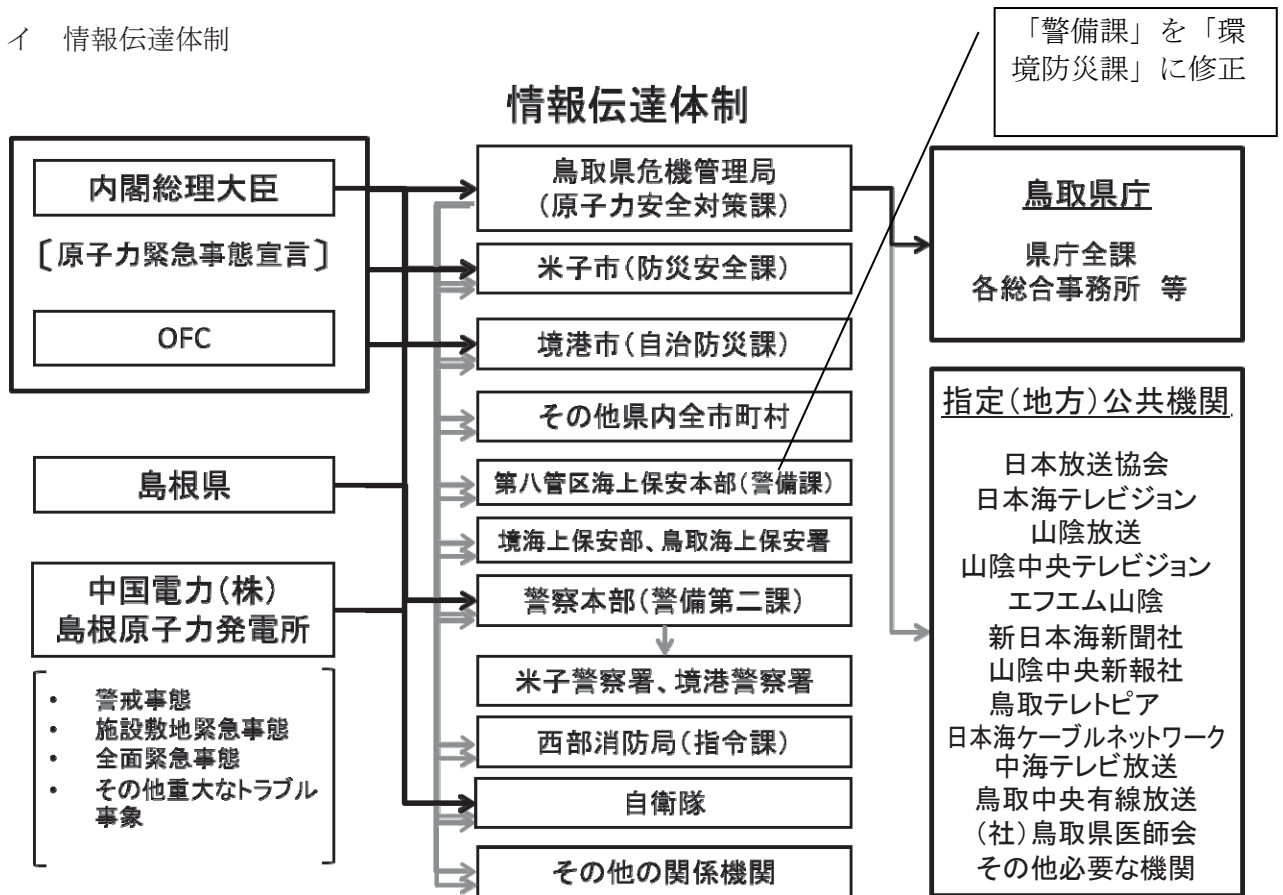 イ 情報伝達体制
「警備課」を「環
境防災課」に修正
情報伝達体制
内閣総理大臣
〔原子力緊急事態宣言〕
OFC
島根県
中国電力(株)
島根原子力発電所
・ 警戒事態
・ 施設敷地緊急事態
・ 全面緊急事態
・ その他重大なトラブル
事象
鳥取県危機管理局
(原子力安全対策課)
米子市(防災安全課)
境港市(自治防災課)
その他県内全市町村
第八管区海上保安本部(警備課)
境海上保安部、鳥取海上保安署
警察本部(警備第二課)
米子警察署、境港警察署
西部消防局(指令課)
自衛隊
その他の関係機関
鳥取県庁
県庁全課
各総合事務所 等
指定(地方)公共機関
日本放送協会
日本海テレビジョン
山陰放送
山陰中央テレビジョン
エフエム山陰
新日本海新聞社
山陰中央新報社
鳥取テレトピア
日本海ケーブルネットワーク
中海テレビ放送
鳥取中央有線放送
(社)鳥取県医師会
その他必要な機関